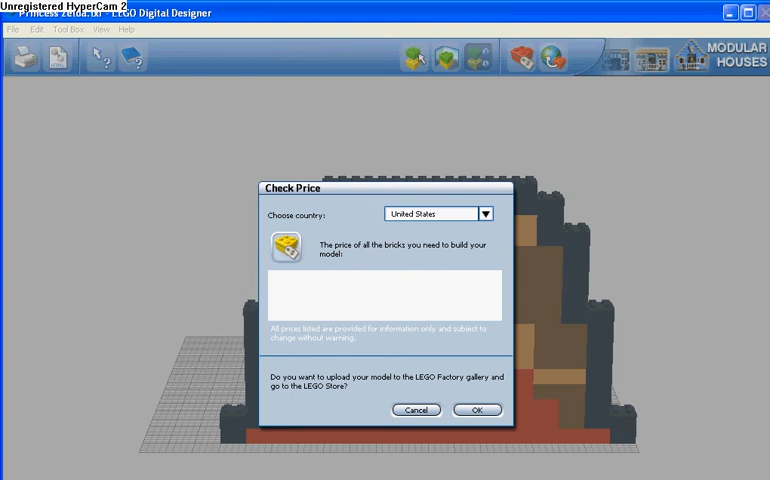 Unregistered HyperCam 2
Princess Zelda.lxf - LEGO Digital Designer
File Edit Tool Box View Help
MODULAR
HOUSES
Check Price
Choose country: United States
The price of all the bricks you need to build your
model:
All prices listed are provided for information only and subject to
change without warning.
Do you want to upload your model to the LEGO Factory gallery and
go to the LEGO Store?
Cancel OK